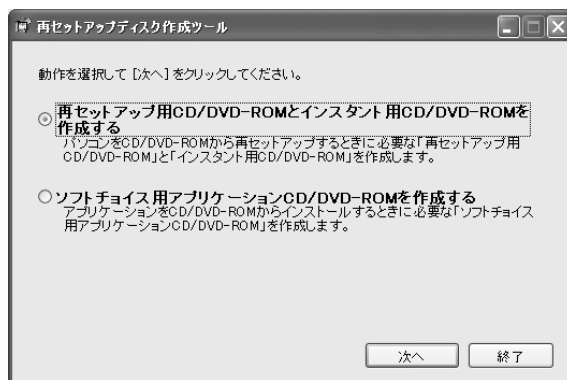 再セットアップディスク作成ツール
動作を選択して [次へ] をクリックしてください。
再セットアップ用CD/DVD-ROMとインスタント用CD/DVD-ROMを
作成する
パソコンをCD/DVD-ROMから再セットアップするときに必要な「再セットアップ用
CD/DVD-ROM」と「インスタント用CD/DVD-ROM」を作成します。
ソフトチョイス用アプリケーションCD/DVD-ROMを作成する
アプリケーションをCD/DVD-ROMからインストールするときに必要な「ソフトチョイス
用アプリケーションCD/DVD-ROM」を作成します。
次へ
終了